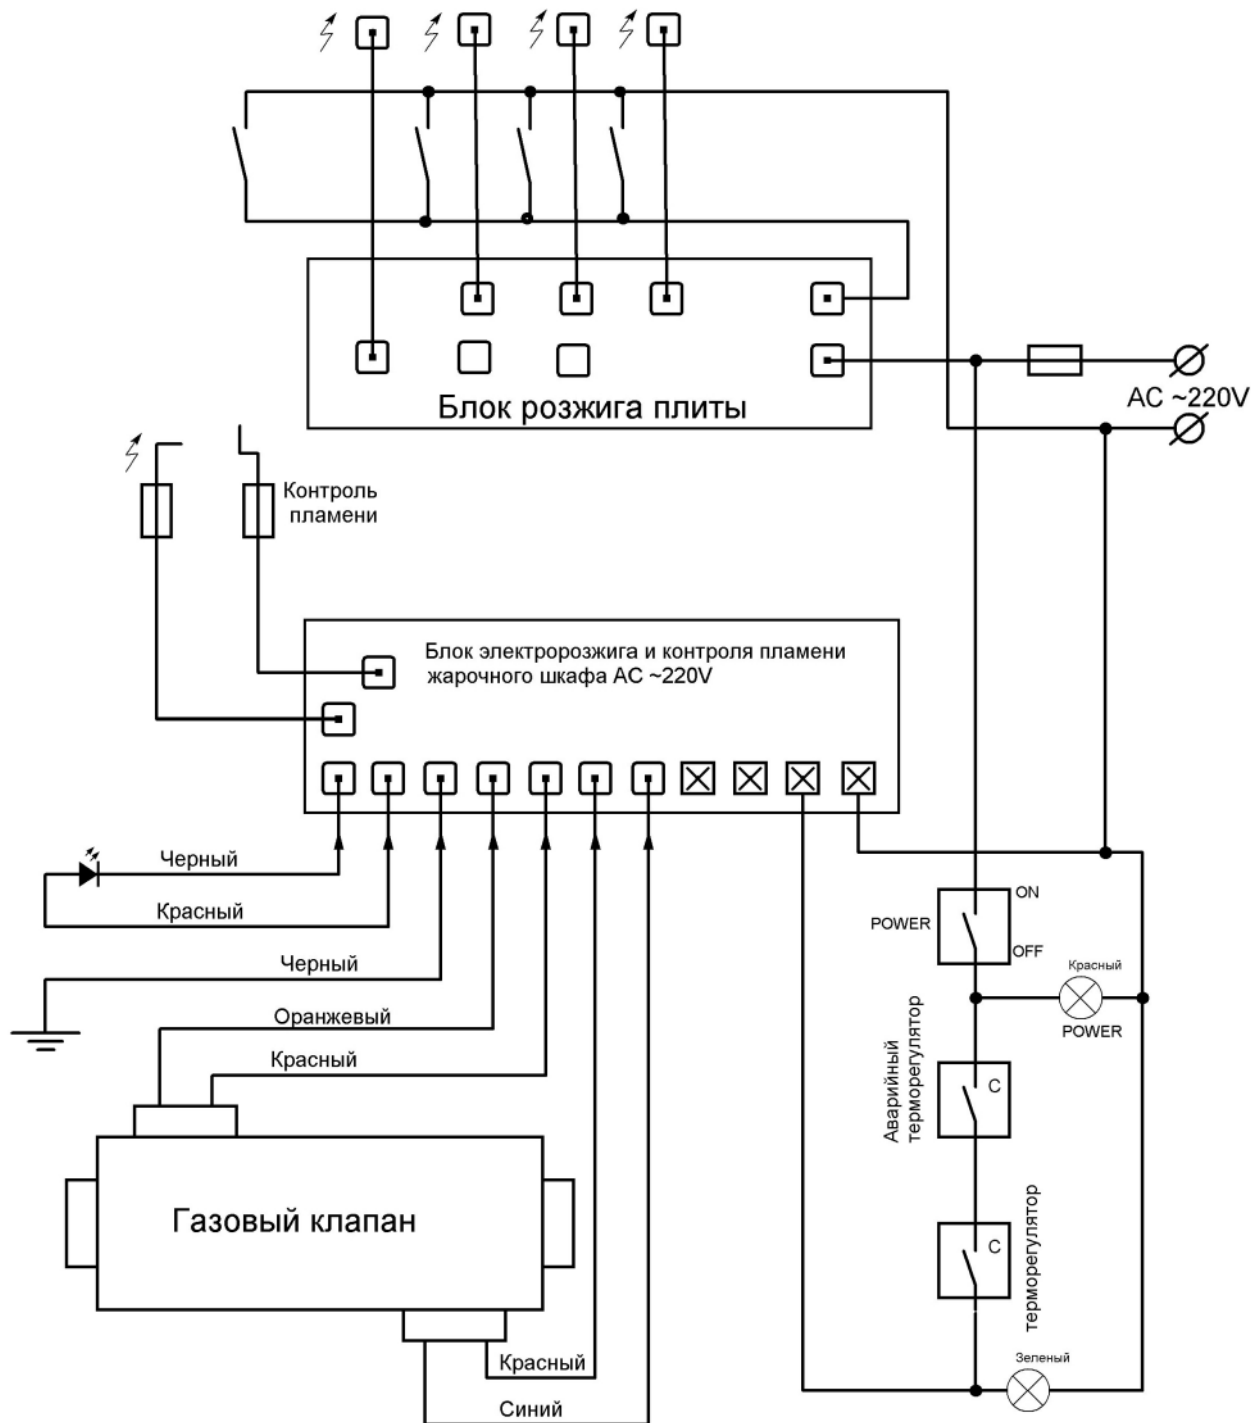 Блок розжига плиты
AC ~220V
Контроль
пламени
Блок электророзжига и контроля пламени
жарочного шкафа AC ~220V
Черный
Красный
Черный
Оранжевый
Красный
Газовый клапан
Красный
Синий
ON
POWER
OFF
Красный
POWER
Аварийный
терморегулятор
C
терморегулятор
C
Зеленый